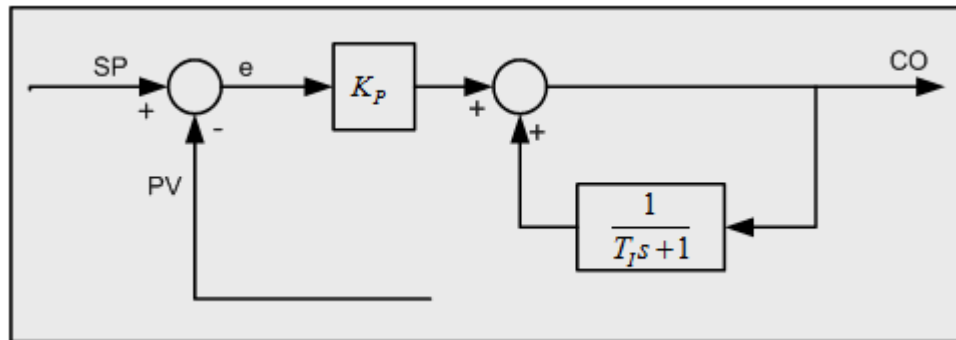 SP
+
-
e
K_P
+
+
CO
PV
1
T_I s + 1